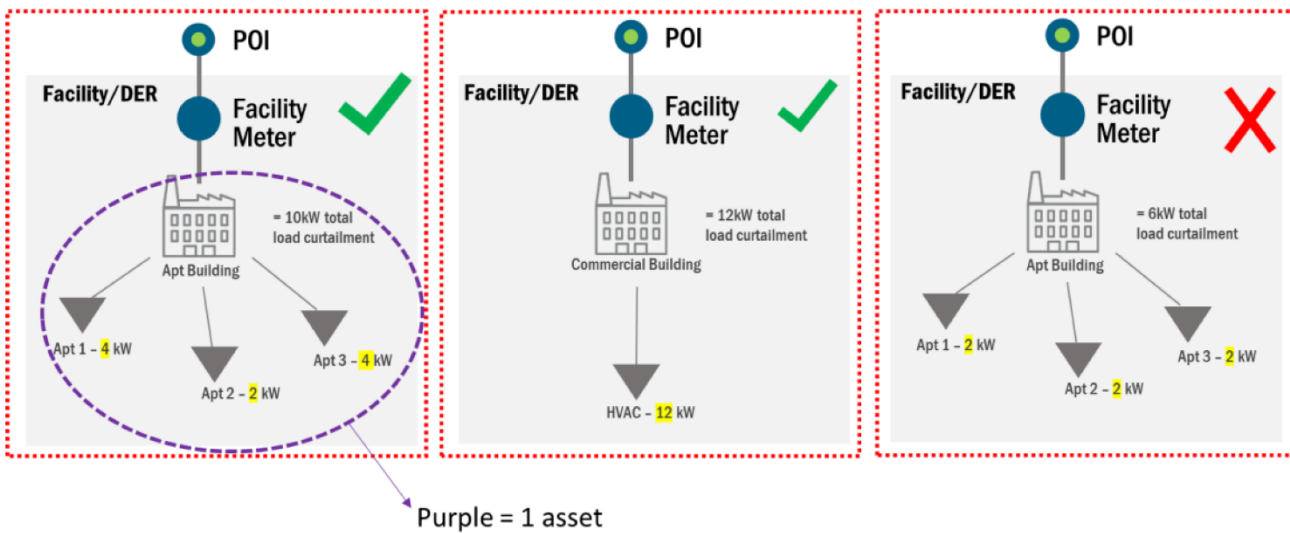 POI
Facility/DER
Facility
Meter
= 10kW total
load curtailment
Apt Building
Apt 1 – 4 kW
Apt 2 – 2 kW
Apt 3 – 4 kW
POI
Facility/DER
Facility
Meter
= 12kW total
load curtailment
Commercial Building
HVAC – 12 kW
POI
Facility/DER
Facility
Meter
= 6kW total
load curtailment
Apt Building
Apt 1 – 2 kW
Apt 2 – 2 kW
Apt 3 – 2 kW
Purple = 1 asset